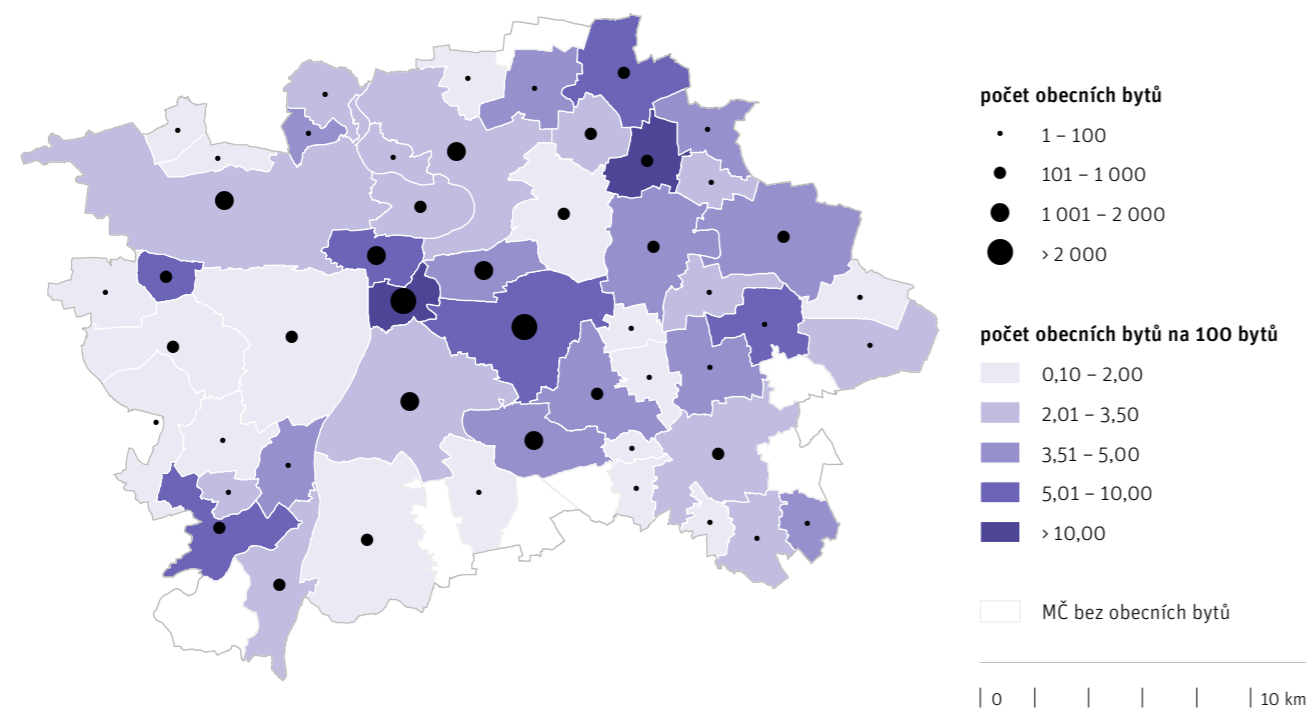 počet obecních bytů
1 – 100
101 – 1 000
1 001 – 2 000
> 2 000
počet obecních bytů na 100 bytů
0,10 – 2,00
2,01 – 3,50
3,51 – 5,00
5,01 – 10,00
> 10,00
MČ bez obecních bytů
0 10 km